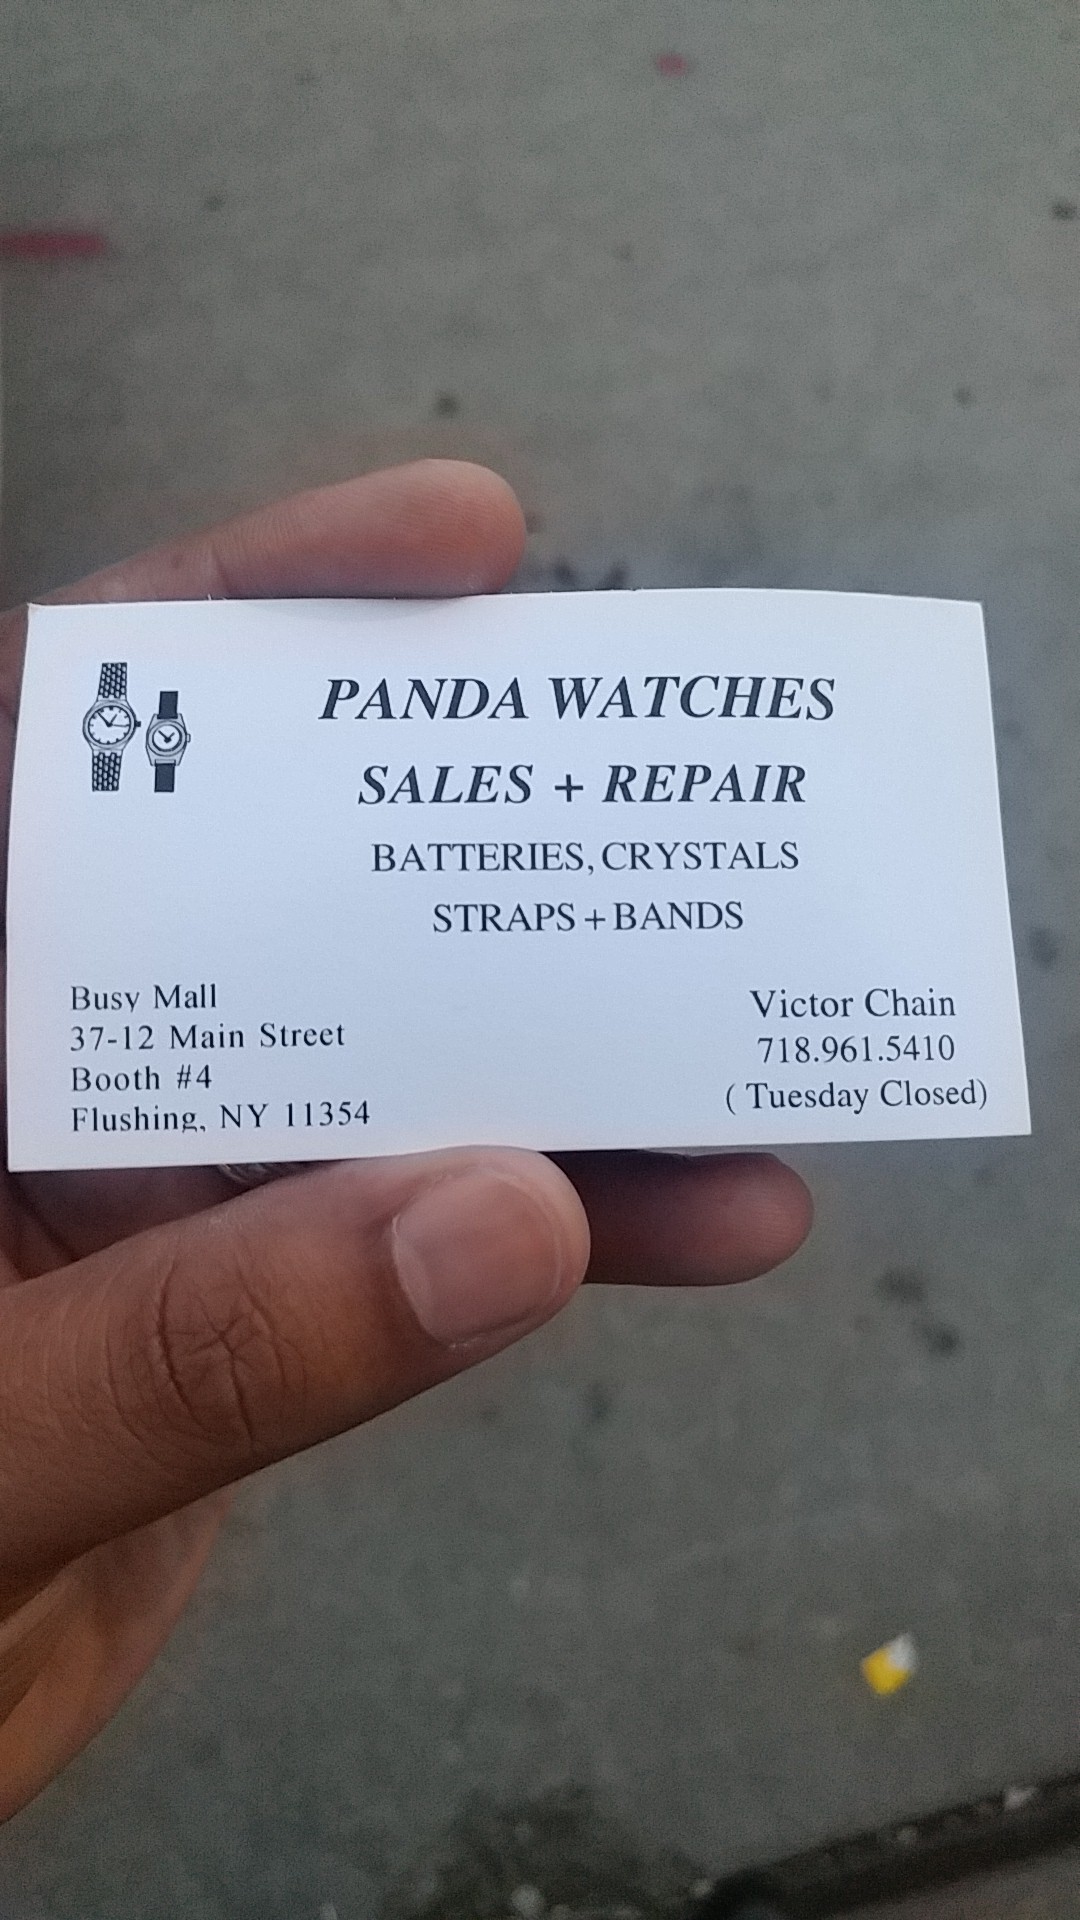 PANDA WATCHES
SALES + REPAIR
BATTERIES, CRYSTALS
STRAPS + BANDS
Busy Mall
37-12 Main Street
Booth #4
Flushing, NY 11354
Victor Chain
718.961.5410
( Tuesday Closed)